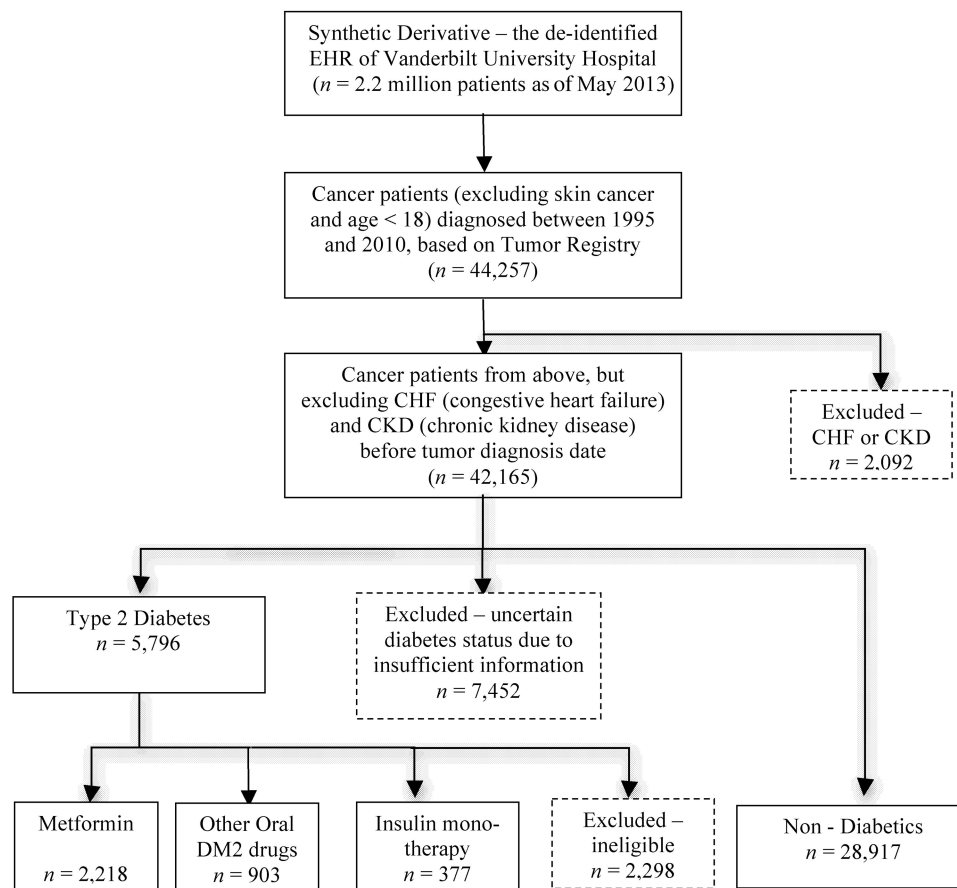 Synthetic Derivative – the de-identified
EHR of Vanderbilt University Hospital
(n = 2.2 million patients as of May 2013)
Cancer patients (excluding skin cancer
and age < 18) diagnosed between 1995
and 2010, based on Tumor Registry
(n = 44,257)
Cancer patients from above, but
excluding CHF (congestive heart failure)
and CKD (chronic kidney disease)
before tumor diagnosis date
(n = 42,165)
Excluded –
CHF or CKD
n = 2,092
Type 2 Diabetes
n = 5,796
Excluded – uncertain
diabetes status due to
insufficient information
n = 7,452
Metformin
n = 2,218
Other Oral
DM2 drugs
n = 903
Insulin mono-
therapy
n = 377
Excluded –
ineligible
n = 2,298
Non - Diabetics
n = 28,917